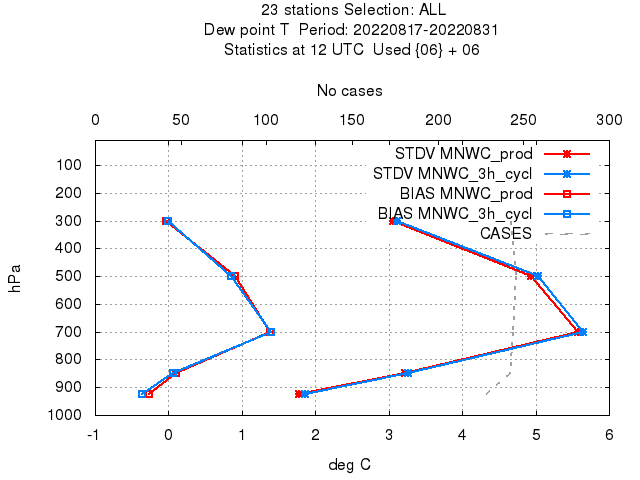 23 stations Selection: ALL
Dew point T  Period: 20220817-20220831
Statistics at 12 UTC  Used {06} + 06
No cases
0 50 100 150 200 250 300
STDV MNWC_prod
STDV MNWC_3h_cycl
BIAS MNWC_prod
BIAS MNWC_3h_cycl
CASES
hPa
100
200
300
400
500
600
700
800
900
1000
-1 0 1 2 3 4 5 6
deg C